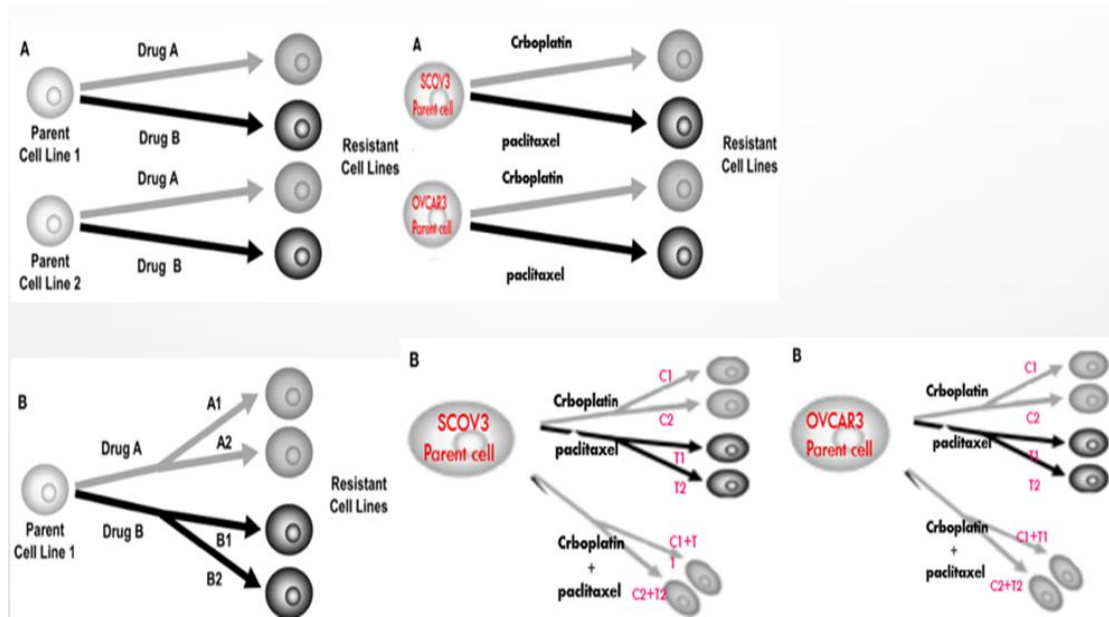 A
Drug A
Parent
Cell Line 1
Drug B
Drug A
Resistant
Cell Lines
Parent
Cell Line 2
Drug B
A
Crboplatin
SCOV3
Parent cell
paclitaxel
Crboplatin
Resistant
Cell Lines
OVCAR3
Parent cell
paclitaxel
B
A1
Drug A
A2
Parent
Cell Line 1
Drug B
B1
B2
Resistant
Cell Lines
B
SCOV3
Parent cell
C1
Crboplatin
C2
paclitaxel
T1
T2
Crboplatin
+
paclitaxel
C1+T
1
C2+T2
B
OVCAR3
Parent cell
C1
Crboplatin
C2
paclitaxel
T1
T2
Crboplatin
+
paclitaxel
C1+T1
C2+T2